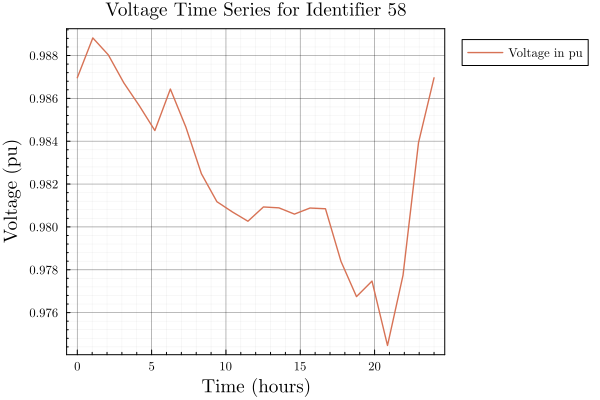 Voltage Time Series for Identifier 58
Voltage (pu)
0.988
0.986
0.984
0.982
0.980
0.978
0.976
0 5 10 15 20
Time (hours)
Voltage in pu